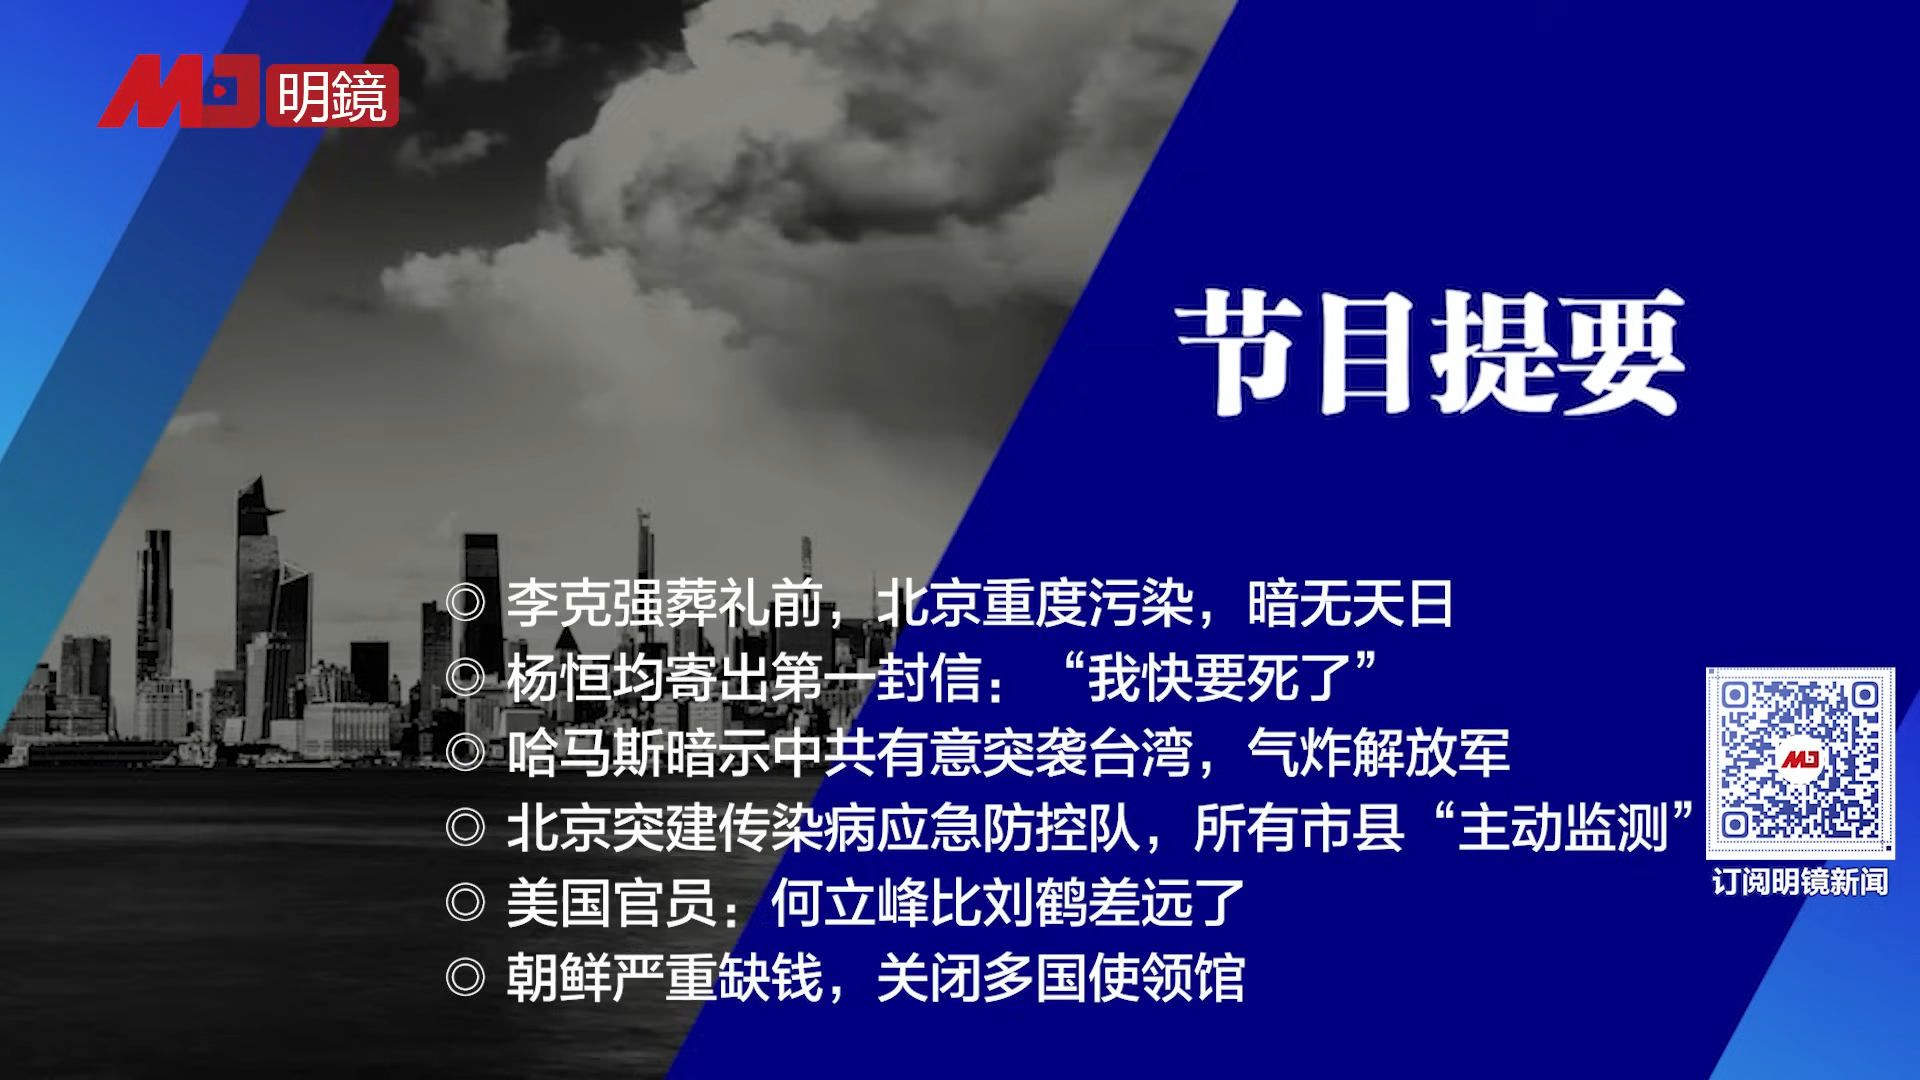 明鏡
节目提要
◎ 李克强葬礼前，北京重度污染，暗无天日
◎ 杨恒均寄出第一封信：“我快要死了”
◎ 哈马斯暗示中共有意突袭台湾，气炸解放军
◎ 北京突建传染病应急防控队，所有市县“主动监测”
◎ 美国官员：何立峰比刘鹤差远了
◎ 朝鲜严重缺钱，关闭多国使领馆
订阅明镜新闻